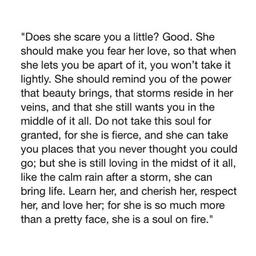 "Does she scare you a little? Good. She
should make you fear her love, so that when
she lets you be apart of it, you won't take it
lightly. She should remind you of the power
that beauty brings, that storms reside in her
veins, and that she still wants you in the
middle of it all. Do not take this soul for
granted, for she is fierce, and she can take
you places that you never thought you could
go; but she is still loving in the midst of it all,
like the calm rain after a storm, she can
bring life. Learn her, and cherish her, respect
her, and love her; for she is so much more
than a pretty face, she is a soul on fire."